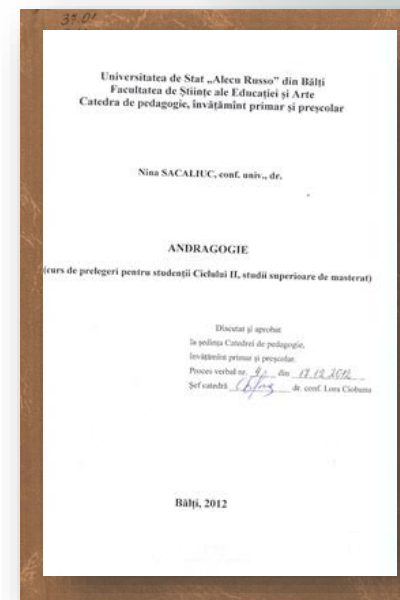 37.01
Universitatea de Stat „Alecu Russo” din Bălți
Facultatea de Științe ale Educației și Arte
Catedra de pedagogie, învățămînt primar și preșcolar
Nina SACALIUC, conf. univ., dr.
ANDRAGOGIE
(curs de prelegeri pentru studenții Ciclului II, studii superioare de masterat)
Discutat și aprobat
la ședința Catedrei de pedagogie,
învățămînt primar și preșcolar.
Proces verbal nr. din 2012
Șef catedră dr. conf. Lora Ciobanu
Bălți, 2012